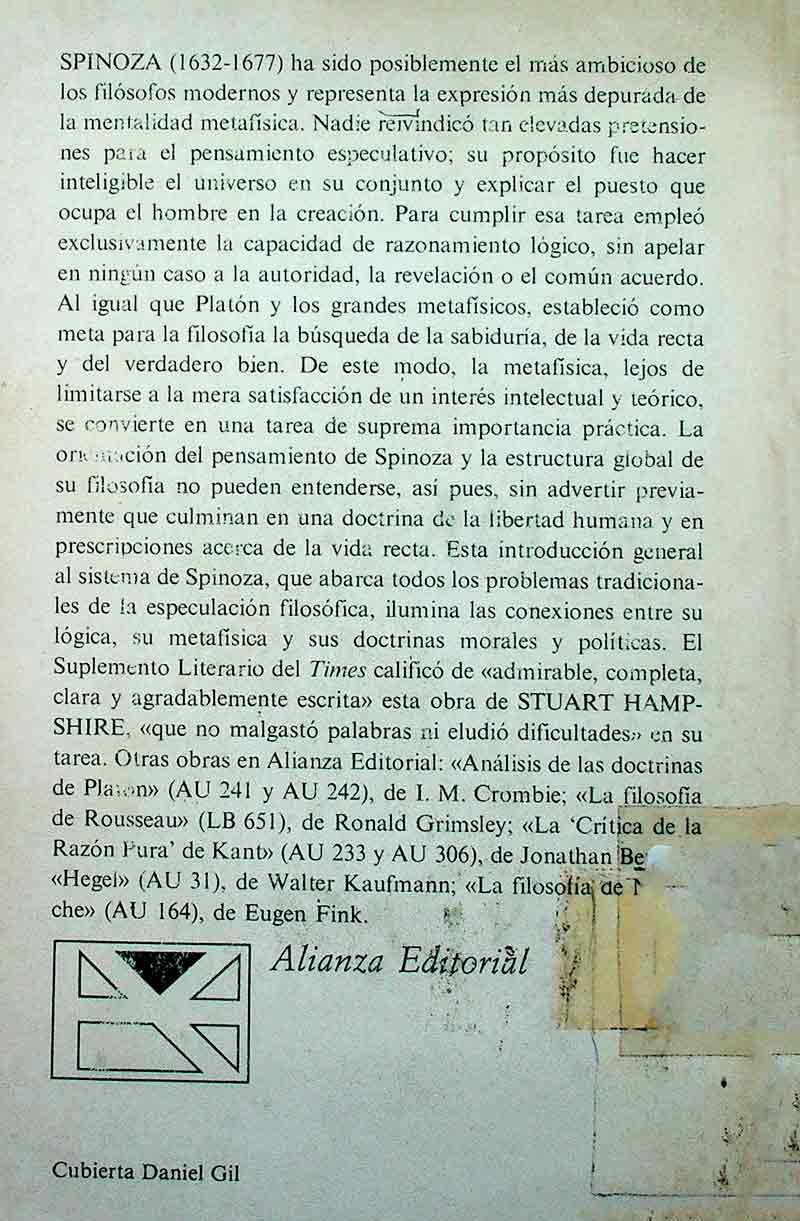 SPINOZA (1632-1677) ha sido posiblemente el más ambicioso de
los filósofos modernos y representa la expresión más depurada de
la mentalidad metafísica. Nadie reivindicó tan elevadas pretensio-
nes para el pensamiento especulativo; su propósito fue hacer
inteligible el universo en su conjunto y explicar el puesto que
ocupa el hombre en la creación. Para cumplir esa tarea empleó
exclusivamente la capacidad de razonamiento lógico, sin apelar
en ningún caso a la autoridad, la revelación o el común acuerdo.
Al igual que Platón y los grandes metafísicos, estableció como
meta para la filosofía la búsqueda de la sabiduría, de la vida recta
y del verdadero bien. De este modo, la metafísica, lejos de
limitarse a la mera satisfacción de un interés intelectual y teórico,
se convierte en una tarea de suprema importancia práctica. La
del pensamiento de Spinoza y la estructura global de
su filosofía no pueden entenderse, así pues, sin advertir previa-
mente que culminan en una doctrina de la libertad humana y en
prescripciones acerca de la vida recta. Esta introducción general
al sistema de Spinoza, que abarca todos los problemas tradiciona-
les de la especulación filosófica, ilumina las conexiones entre su
lógica, su metafísica y sus doctrinas morales y políticas. El
Suplemento Literario del Times calificó de «admirable, completa,
clara y agradablemente escrita» esta obra de STUART HAMP-
SHIRE, «que no malgastó palabras ni eludió dificultades» en su
tarea. Otras obras en Alianza Editorial: «Análisis de las doctrinas
de Platón» (AU 241 y AU 242), de I. M. Crombie; «La filosofía
de Rousseau» (LB 651), de Ronald Grimsley; «La ‘Crítica de la
Razón Pura’ de Kant» (AU 233 y AU 306), de Jonathan Be
«Hegel» (AU 31), de Walter Kaufmann; «La filosofía de
che» (AU 164), de Eugen Fink.
Alianza Editorial
Cubierta Daniel Gil